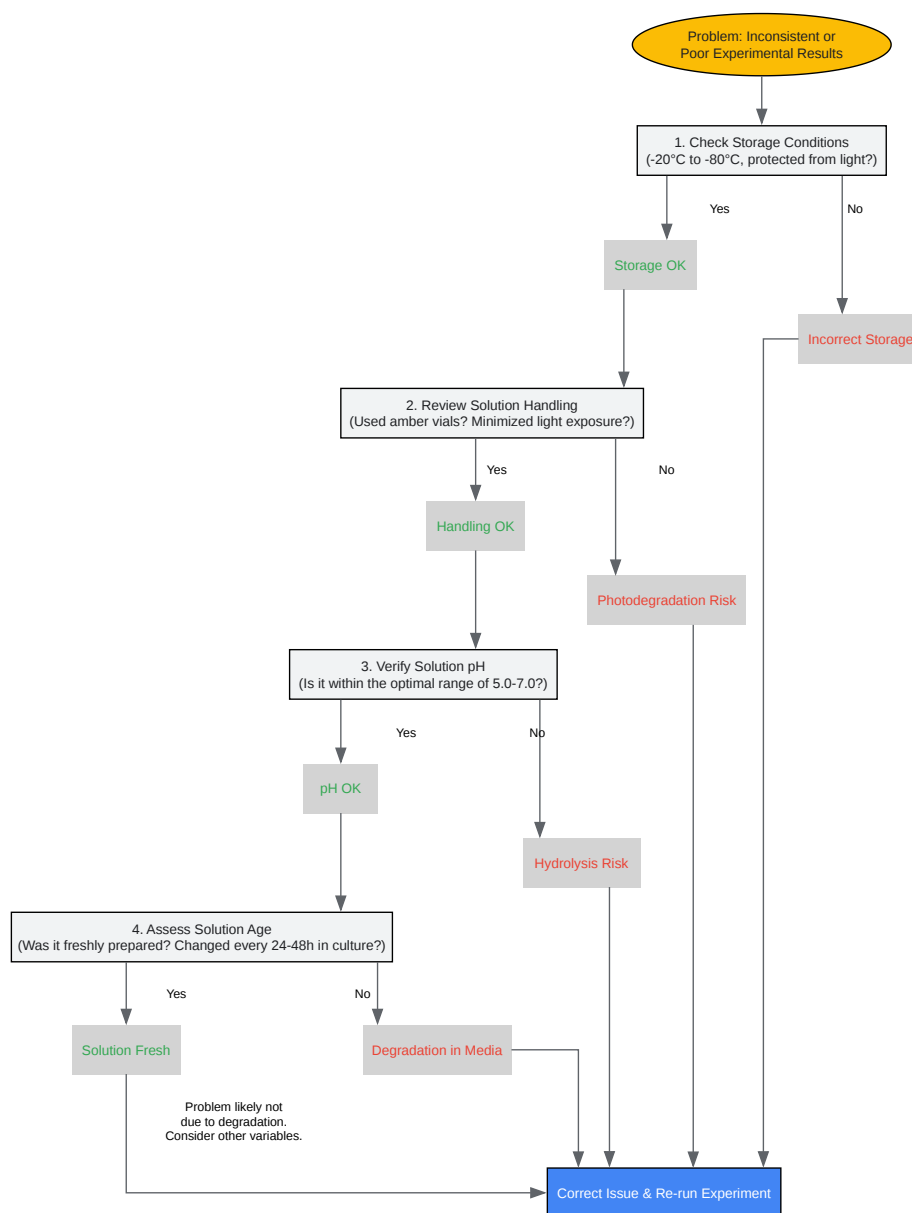 Problem: Inconsistent or
Poor Experimental Results
1. Check Storage Conditions
(-20°C to -80°C, protected from light?)
Yes
No
Storage OK
Incorrect Storage
2. Review Solution Handling
(Used amber vials? Minimized light exposure?)
Yes
No
Handling OK
Photodegradation Risk
3. Verify Solution pH
(Is it within the optimal range of 5.0-7.0?)
Yes
No
pH OK
Hydrolysis Risk
4. Assess Solution Age
(Was it freshly prepared? Changed every 24-48h in culture?)
Yes
No
Solution Fresh
Degradation in Media
Problem likely not
due to degradation.
Consider other variables.
Correct Issue & Re-run Experiment